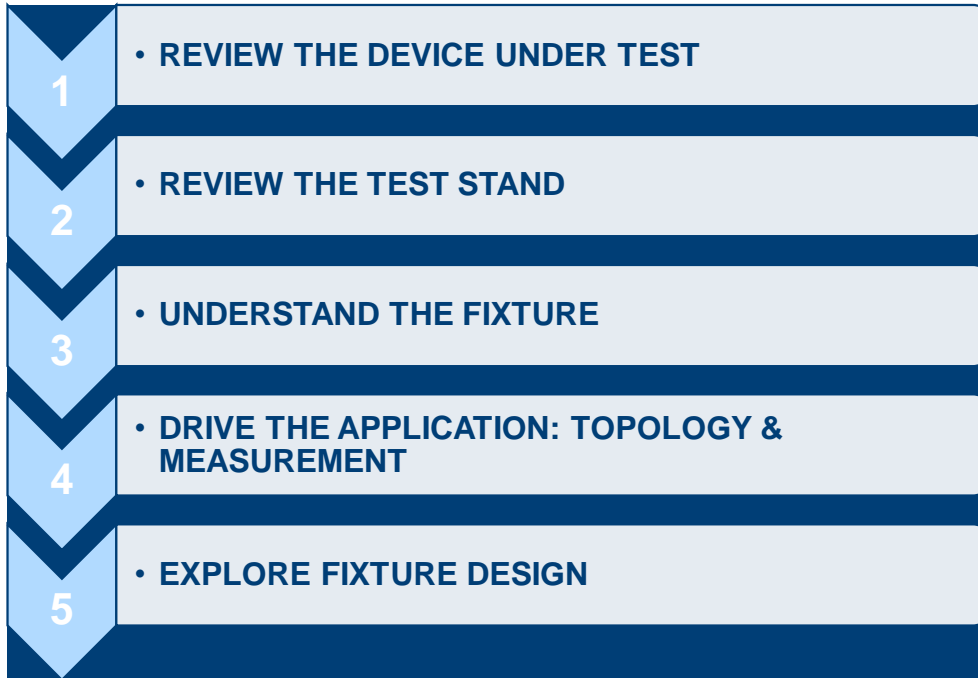 1
• REVIEW THE DEVICE UNDER TEST
2
• REVIEW THE TEST STAND
3
• UNDERSTAND THE FIXTURE
4
• DRIVE THE APPLICATION: TOPOLOGY &
MEASUREMENT
5
• EXPLORE FIXTURE DESIGN